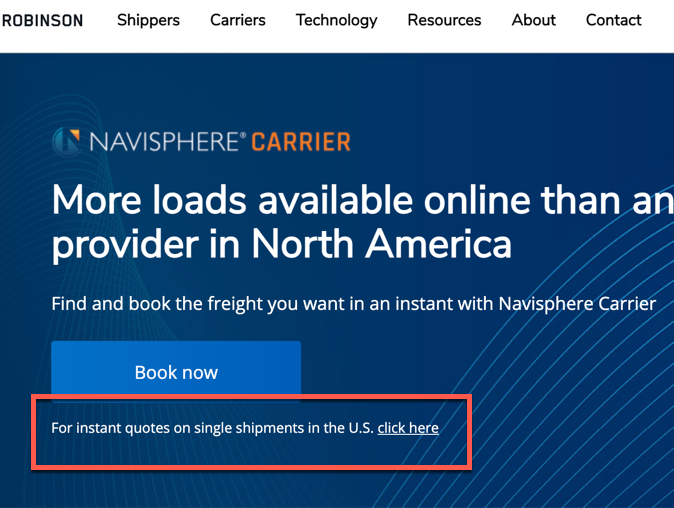 ROBINSON Shippers Carriers Technology Resources About Contact
NAVISPHERE® CARRIER
More loads available online than an
provider in North America
Find and book the freight you want in an instant with Navisphere Carrier
Book now
For instant quotes on single shipments in the U.S. click here